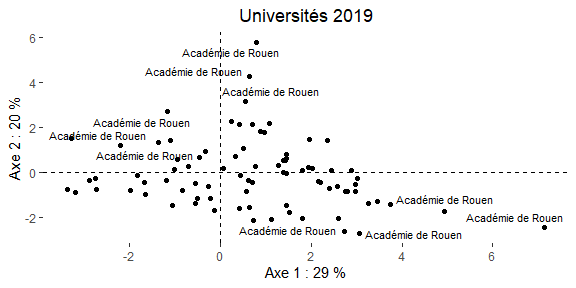 Universités 2019
6
Académie de Rouen
Académie de Rouen
4
Académie de Rouen
Académie de Rouen
2
Académie de Rouen
Académie de Rouen
Axe 2 : 20 %
0
Académie de Rouen
Académie de Rouen
-2
Académie de Rouen
Académie de Rouen
-2
0
2
4
6
Axe 1 : 29 %